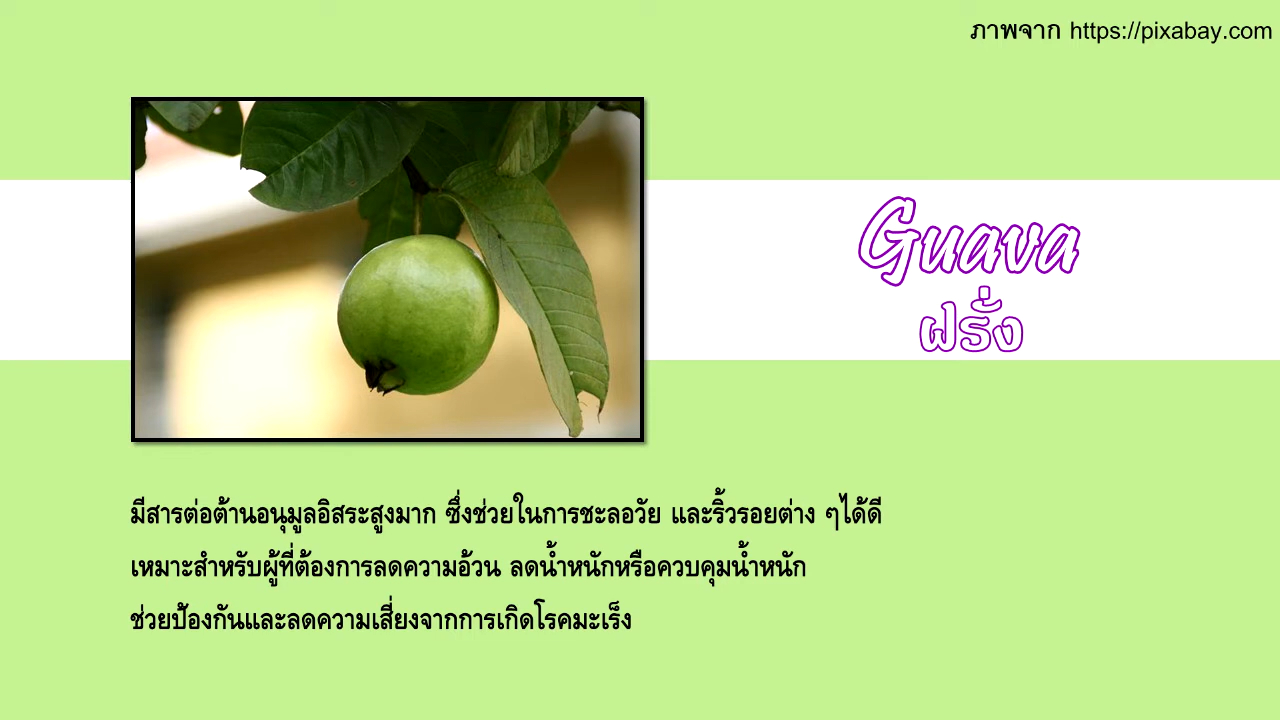 ภาพจาก https://pixabay.com
Guava
ฝรั่ง
มีสารต่อต้านอนุมูลอิสระสูงมาก ซึ่งช่วยในการชะลอวัย และริ้วรอยต่าง ๆได้ดี
เหมาะสำหรับผู้ที่ต้องการลดความอ้วน ลดน้ำหนักหรือควบคุมน้ำหนัก
ช่วยป้องกันและลดความเสี่ยงจากการเกิดโรคมะเร็ง